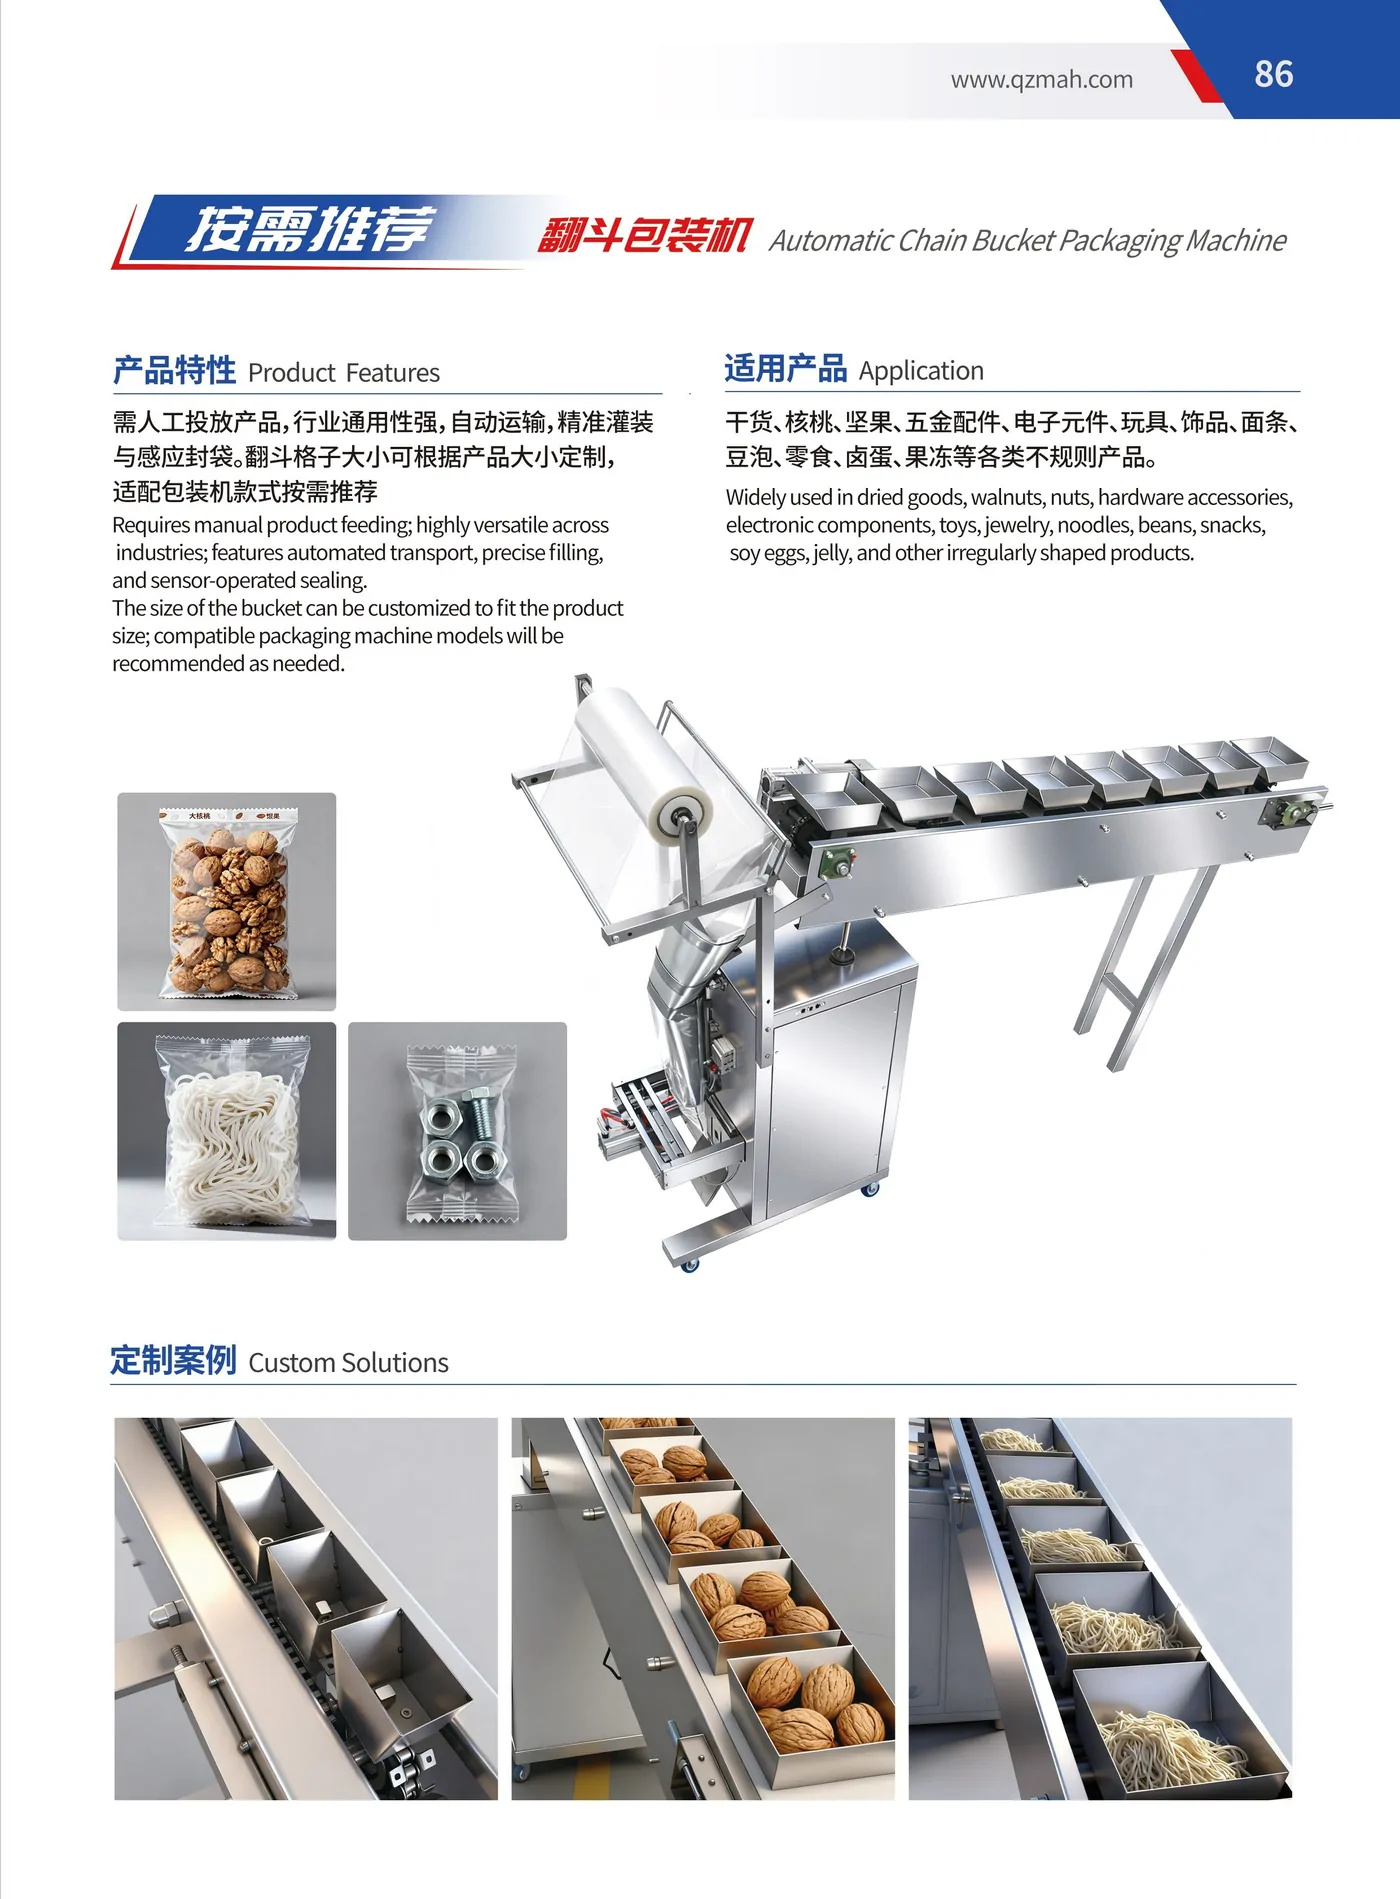 www.qzmah.com
86
按需推荐
翻斗包装机 Automatic Chain Bucket Packaging Machine
产品特性 Product Features
需人工投放产品，行业通用性强，自动运输，精准灌装
与感应封袋。翻斗格子大小可根据产品大小定制，
适配包装机款式按需推荐
Requires manual product feeding; highly versatile across
industries; features automated transport, precise filling,
and sensor-operated sealing.
The size of the bucket can be customized to fit the product
size; compatible packaging machine models will be
recommended as needed.
适用产品 Application
干货、核桃、坚果、五金配件、电子元件、玩具、饰品、面条、
豆泡、零食、卤蛋、果冻等各类不规则产品。
Widely used in dried goods, walnuts, nuts, hardware accessories,
electronic components, toys, jewelry, noodles, beans, snacks,
soy eggs, jelly, and other irregularly shaped products.
大核桃
定制案例 Custom Solutions